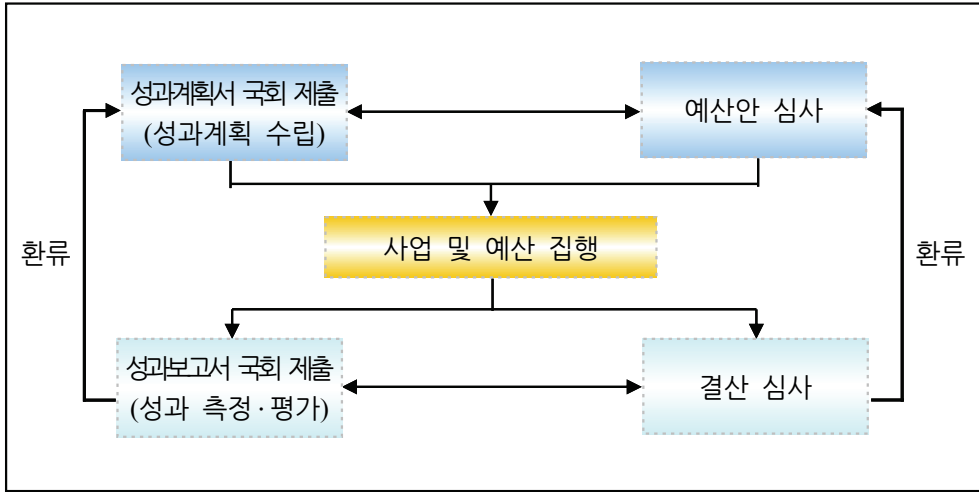 성과계획서 국회 제출
(성과계획 수립)
예산안 심사
사업 및 예산 집행
환류
환류
성과보고서 국회 제출
(성과 측정·평가)
결산 심사